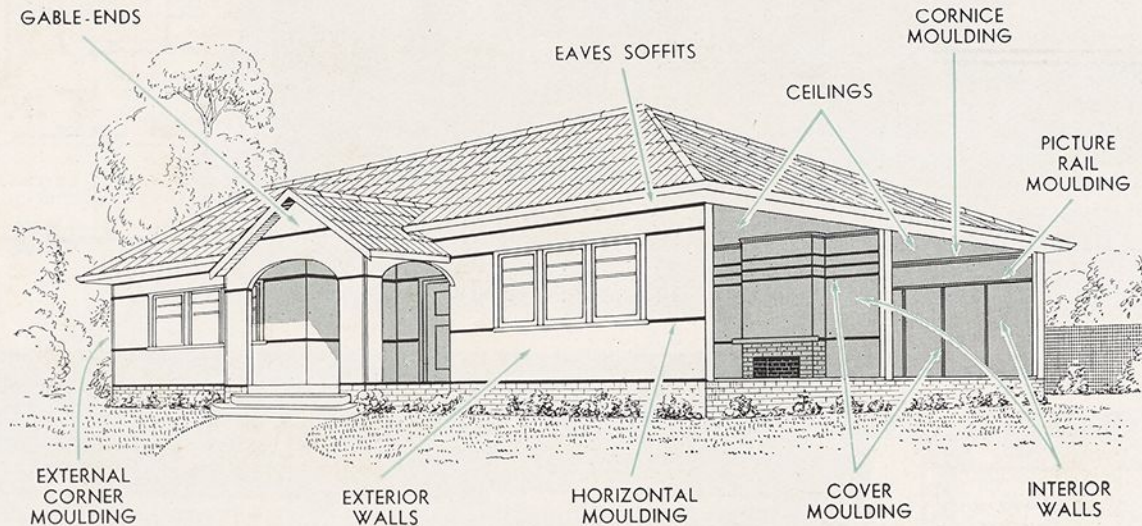 GABLE-ENDS
EAVES SOFFITS
CEILINGS
CORNICE
MOULDING
PICTURE
RAIL
MOULDING
EXTERNAL
CORNER
MOULDING
EXTERIOR
WALLS
HORIZONTAL
MOULDING
COVER
MOULDING
INTERIOR
WALLS